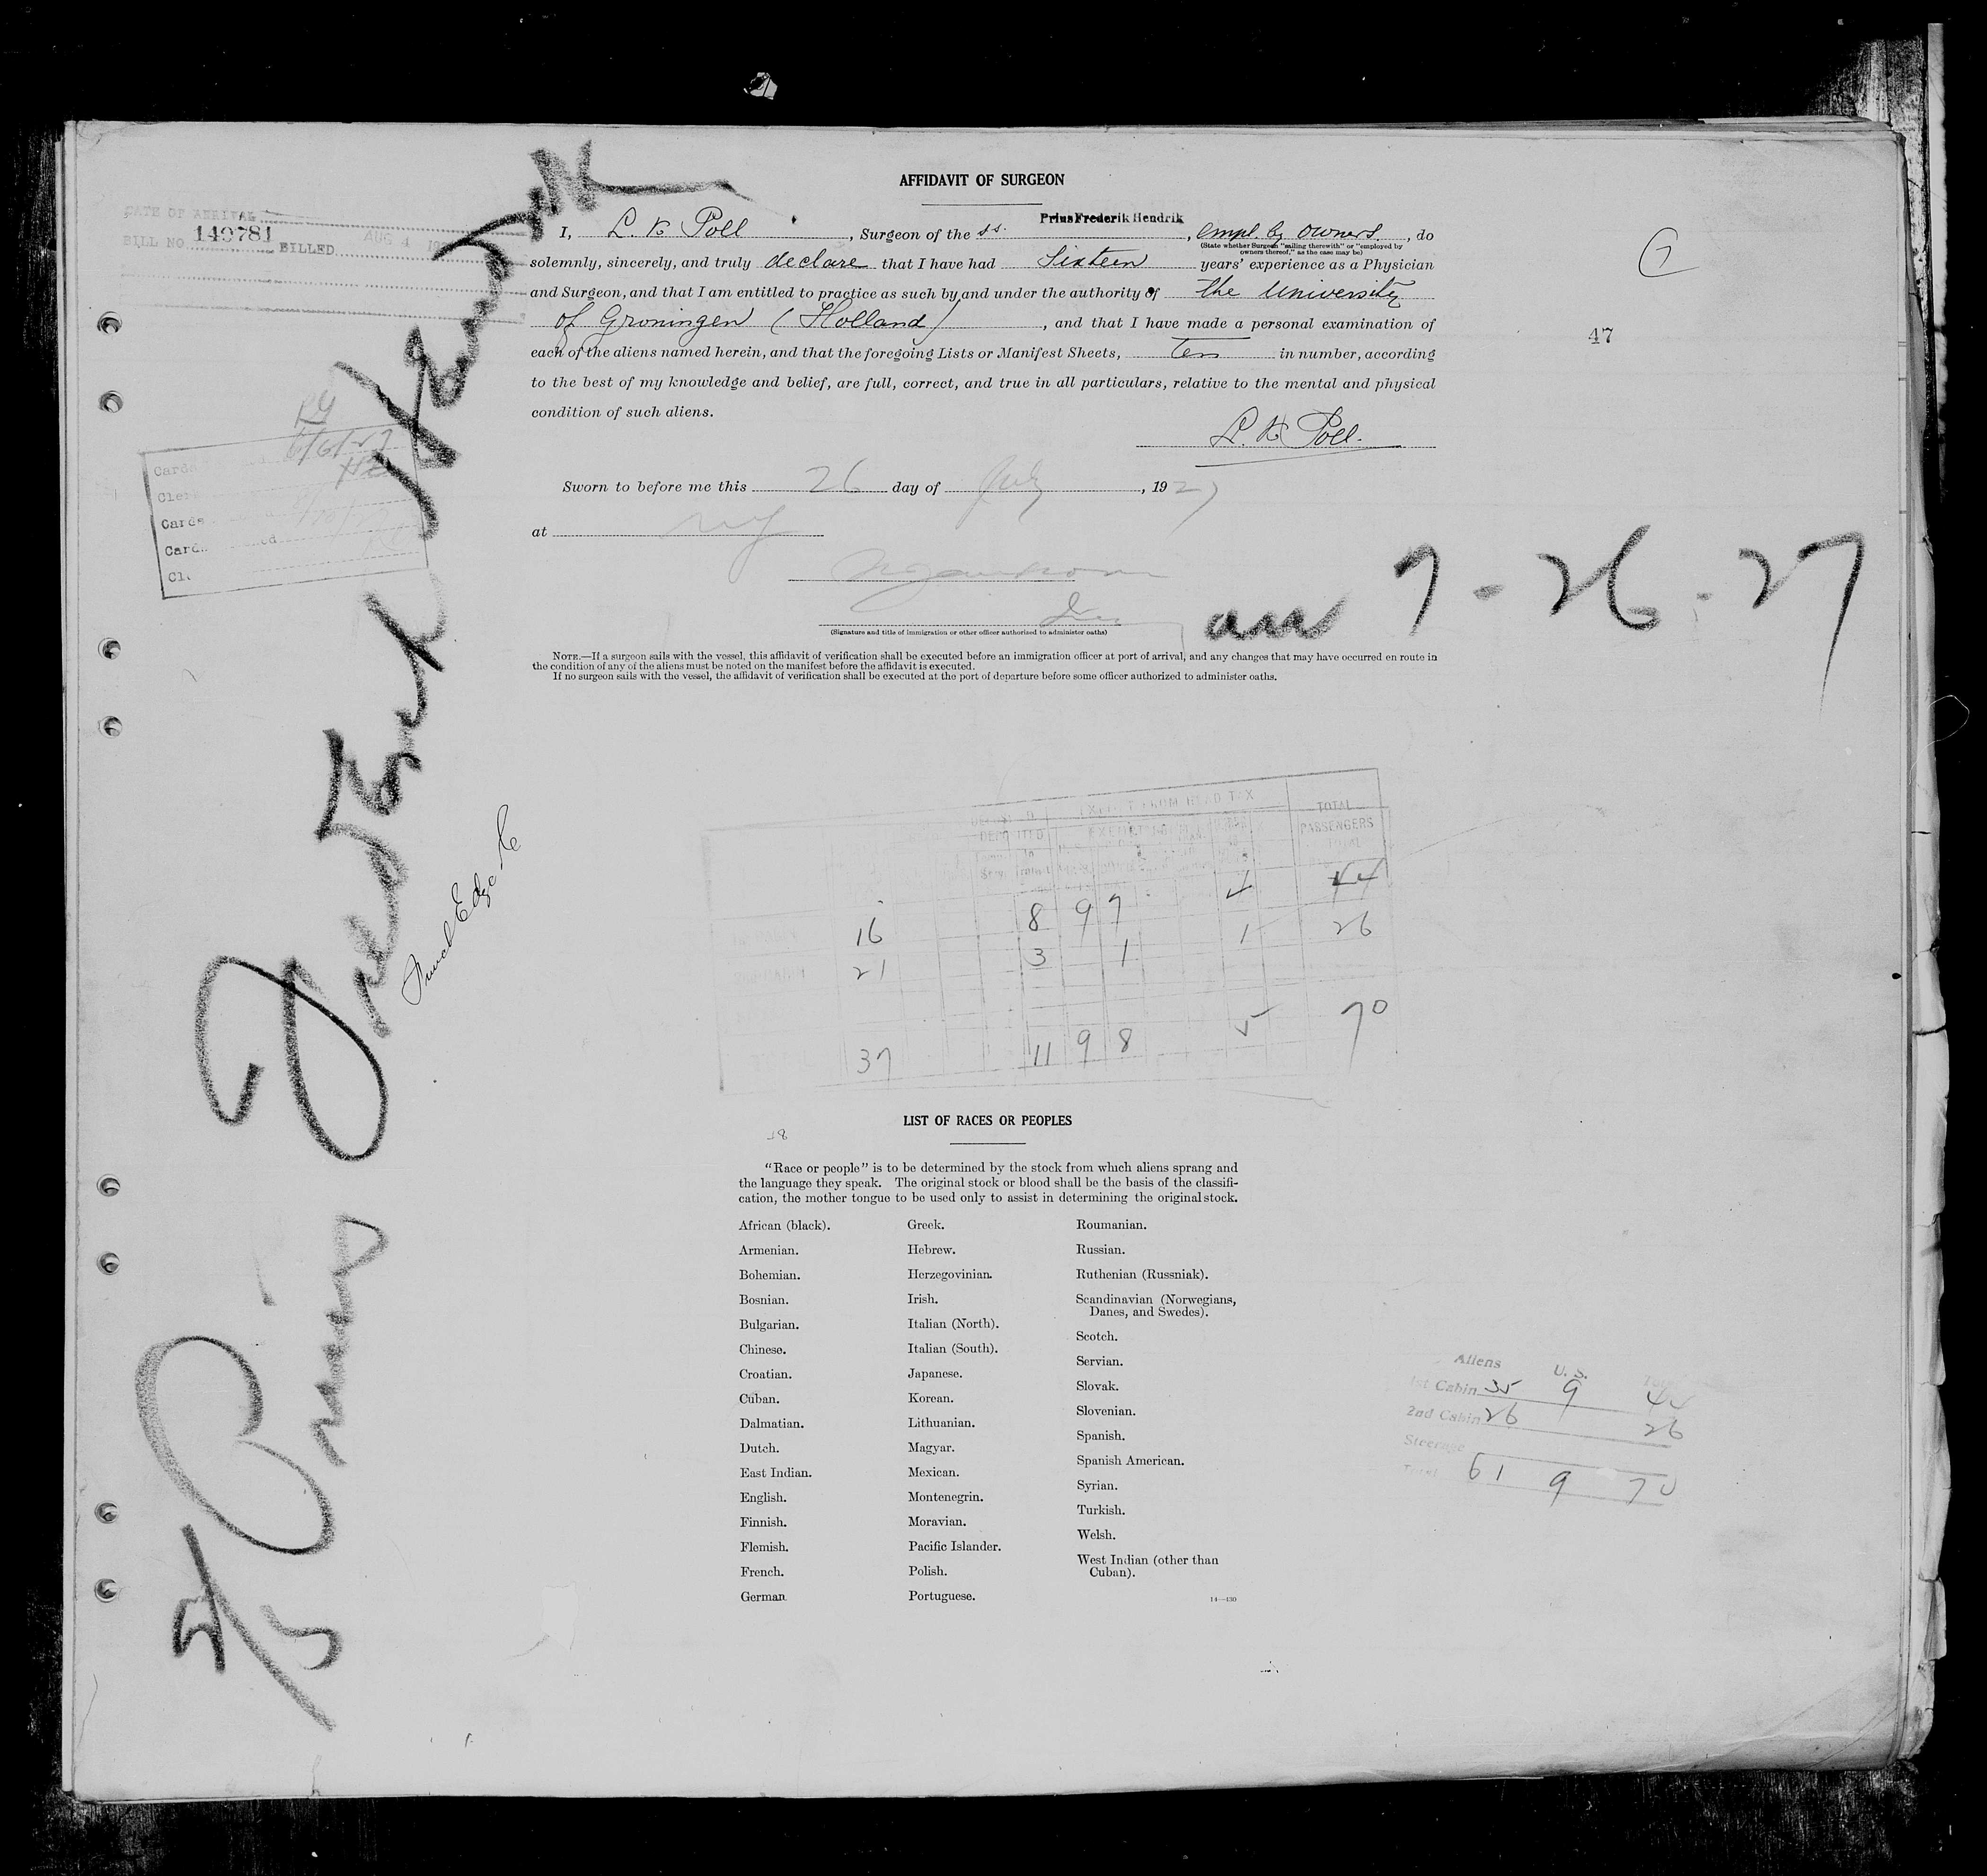 AFFIDAVIT OF SURGEON
DATE OF ARRIVAL
BILL NO. 140781 BILLED AUG 4
I, L. K Poll, Surgeon of the ss. Prins Frederik Hendrik, empl. by owners, do
(State whether Surgeon "sailing therewith" or "employed by
owners thereof," as the case may be)
solemnly, sincerely, and truly declare that I have had Sixteen years' experience as a Physician
and Surgeon, and that I am entitled to practice as such by and under the authority of the University
of Groningen (Holland), and that I have made a personal examination of
each of the aliens named herein, and that the foregoing Lists or Manifest Sheets, Ten in number, according
to the best of my knowledge and belief, are full, correct, and true in all particulars, relative to the mental and physical
condition of such aliens.
L. K Poll.
47
Sworn to before me this 26 day of July, 1927
at NY
(Signature and title of immigration or other officer authorized to administer oaths)
arr 7-26-27
NOTE.—If a surgeon sails with the vessel, this affidavit of verification shall be executed before an immigration officer at port of arrival, and any changes that may have occurred en route in
the condition of any of the aliens must be noted on the manifest before the affidavit is executed.
If no surgeon sails with the vessel, the affidavit of verification shall be executed at the port of departure before some officer authorized to administer oaths.
S/S Prins Frederik Hendrik
Funch Edye & Co
EXEMPT FROM HEAD TAX
TOTAL
PASSENGERS
TOTAL
16 8 9 7 4 44
21 3 1 1 26
37 11 9 8 5 70
LIST OF RACES OR PEOPLES
"Race or people" is to be determined by the stock from which aliens sprang and
the language they speak. The original stock or blood shall be the basis of the classifi-
cation, the mother tongue to be used only to assist in determining the original stock.
African (black).
Armenian.
Bohemian.
Bosnian.
Bulgarian.
Chinese.
Croatian.
Cuban.
Dalmatian.
Dutch.
East Indian.
English.
Finnish.
Flemish.
French.
German
Greek.
Hebrew.
Herzegovinian.
Irish.
Italian (North).
Italian (South).
Japanese.
Korean.
Lithuanian.
Magyar.
Mexican.
Montenegrin.
Moravian.
Pacific Islander.
Polish.
Portuguese.
Roumanian.
Russian.
Ruthenian (Russniak).
Scandinavian (Norwegians,
Danes, and Swedes).
Scotch.
Servian.
Slovak.
Slovenian.
Spanish.
Spanish American.
Syrian.
Turkish.
Welsh.
West Indian (other than
Cuban).
14—430
Aliens U. S. Total
1st Cabin 35 9 44
2nd Cabin 26 26
Steerage
Total 61 9 70